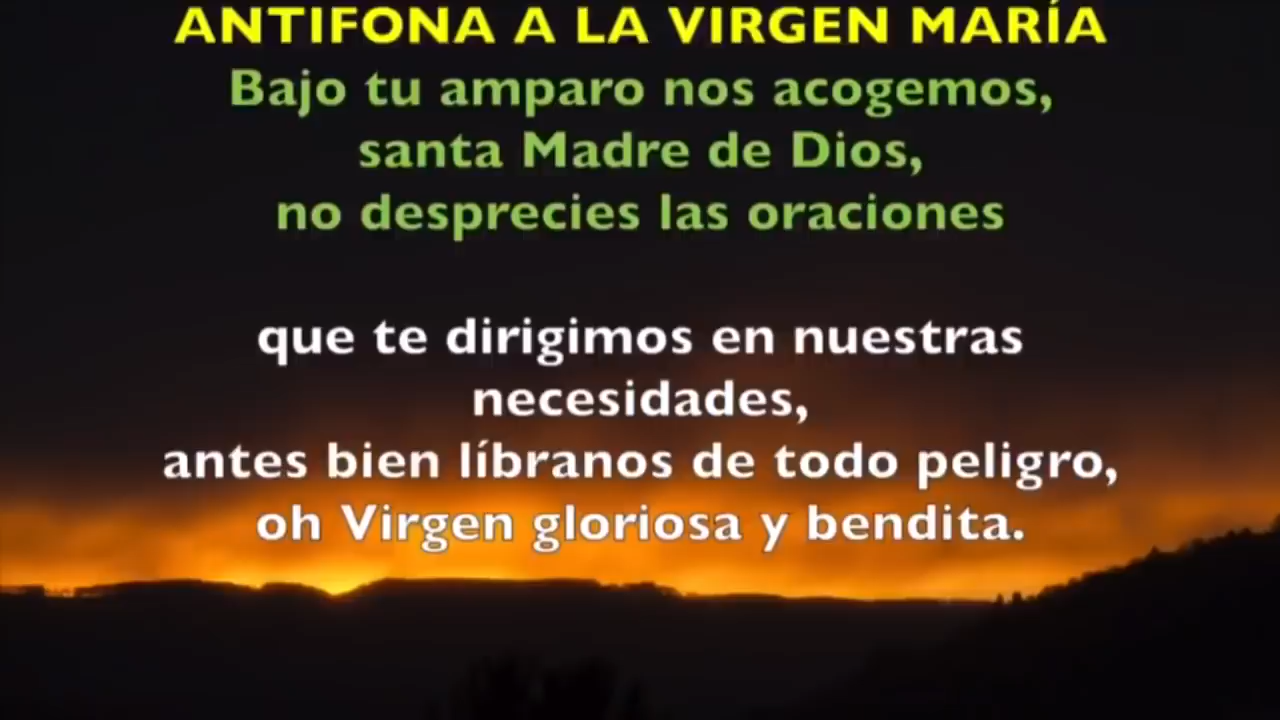 ANTIFONA A LA VIRGEN MARÍA
Bajo tu amparo nos acogemos,
santa Madre de Dios,
no desprecies las oraciones
que te dirigimos en nuestras
necesidades,
antes bien líbranos de todo peligro,
oh Virgen gloriosa y bendita.